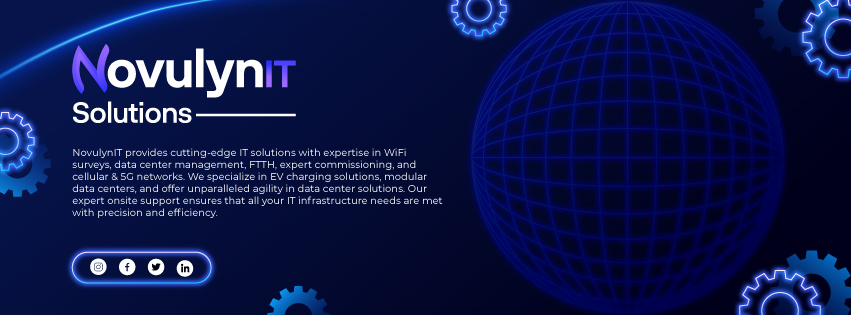 NovulynIT
Solutions
NovulynIT provides cutting-edge IT solutions with expertise in WiFi
surveys, data center management, FTTH, expert commissioning, and
cellular & 5G networks. We specialize in EV charging solutions, modular
data centers, and offer unparalleled agility in data center solutions. Our
expert onsite support ensures that all your IT infrastructure needs are met
with precision and efficiency.